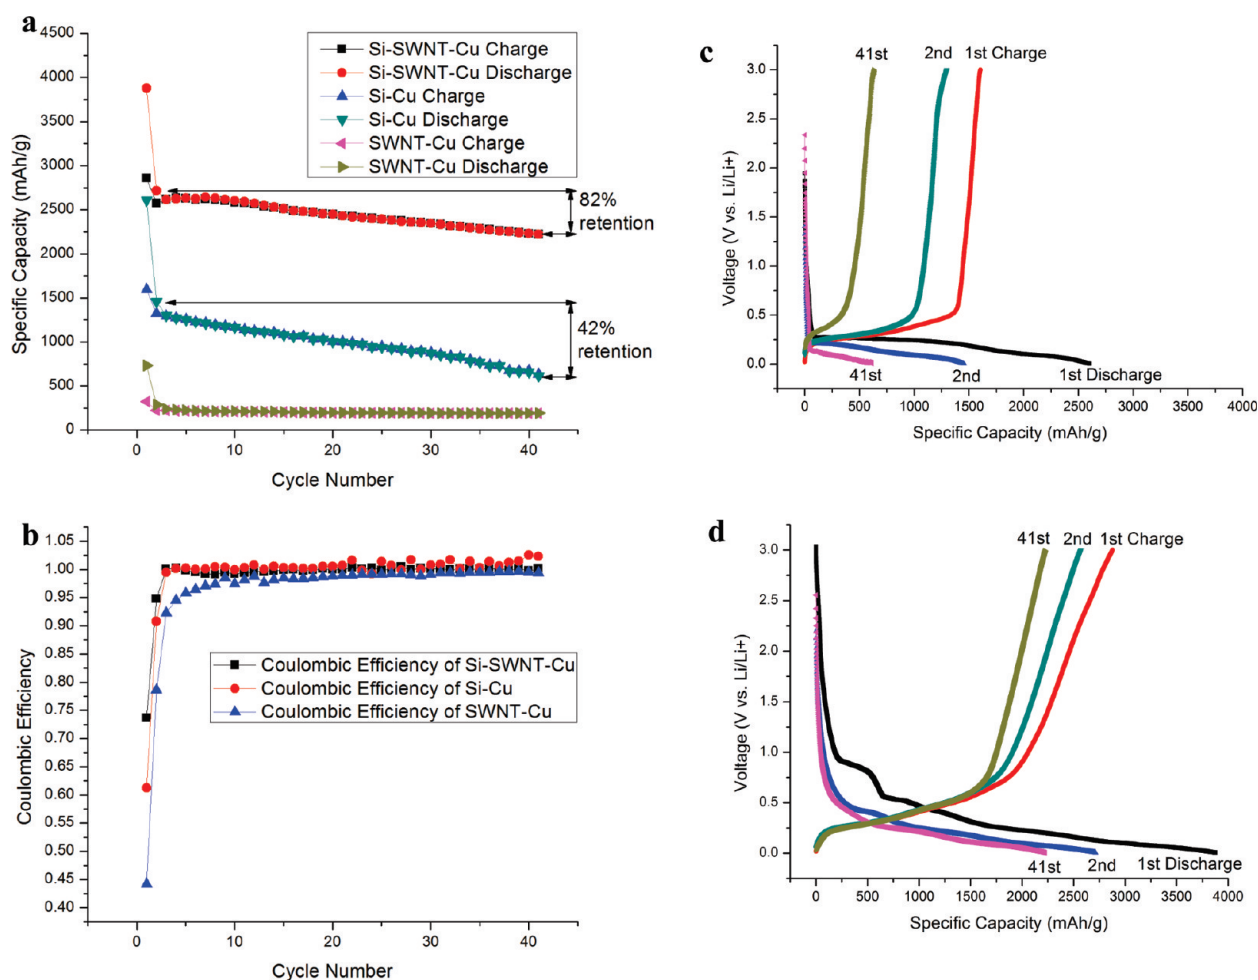 a
4500
4000
3500
3000
2500
2000
1500
1000
500
0
Specific Capacity (mAh/g)
Si-SWNT-Cu Charge
Si-SWNT-Cu Discharge
Si-Cu Charge
Si-Cu Discharge
SWNT-Cu Charge
SWNT-Cu Discharge
82%
retention
42%
retention
0 10 20 30 40
Cycle Number
c
41st 2nd 1st Charge
3.0
2.5
2.0
1.5
1.0
0.5
0.0
Voltage (V vs. Li/Li+)
41st 2nd 1st Discharge
0 500 1000 1500 2000 2500 3000 3500 4000
Specific Capacity (mAh/g)
b
1.05
1.00
0.95
0.90
0.85
0.80
0.75
0.70
0.65
0.60
0.55
0.50
0.45
0.40
Coulombic Efficiency
Coulombic Efficiency of Si-SWNT-Cu
Coulombic Efficiency of Si-Cu
Coulombic Efficiency of SWNT-Cu
0 10 20 30 40
Cycle Number
d
41st 2nd 1st Charge
3.0
2.5
2.0
1.5
1.0
0.5
0.0
Voltage (V vs. Li/Li+)
41st 2nd 1st Discharge
0 500 1000 1500 2000 2500 3000 3500 4000
Specific Capacity (mAh/g)